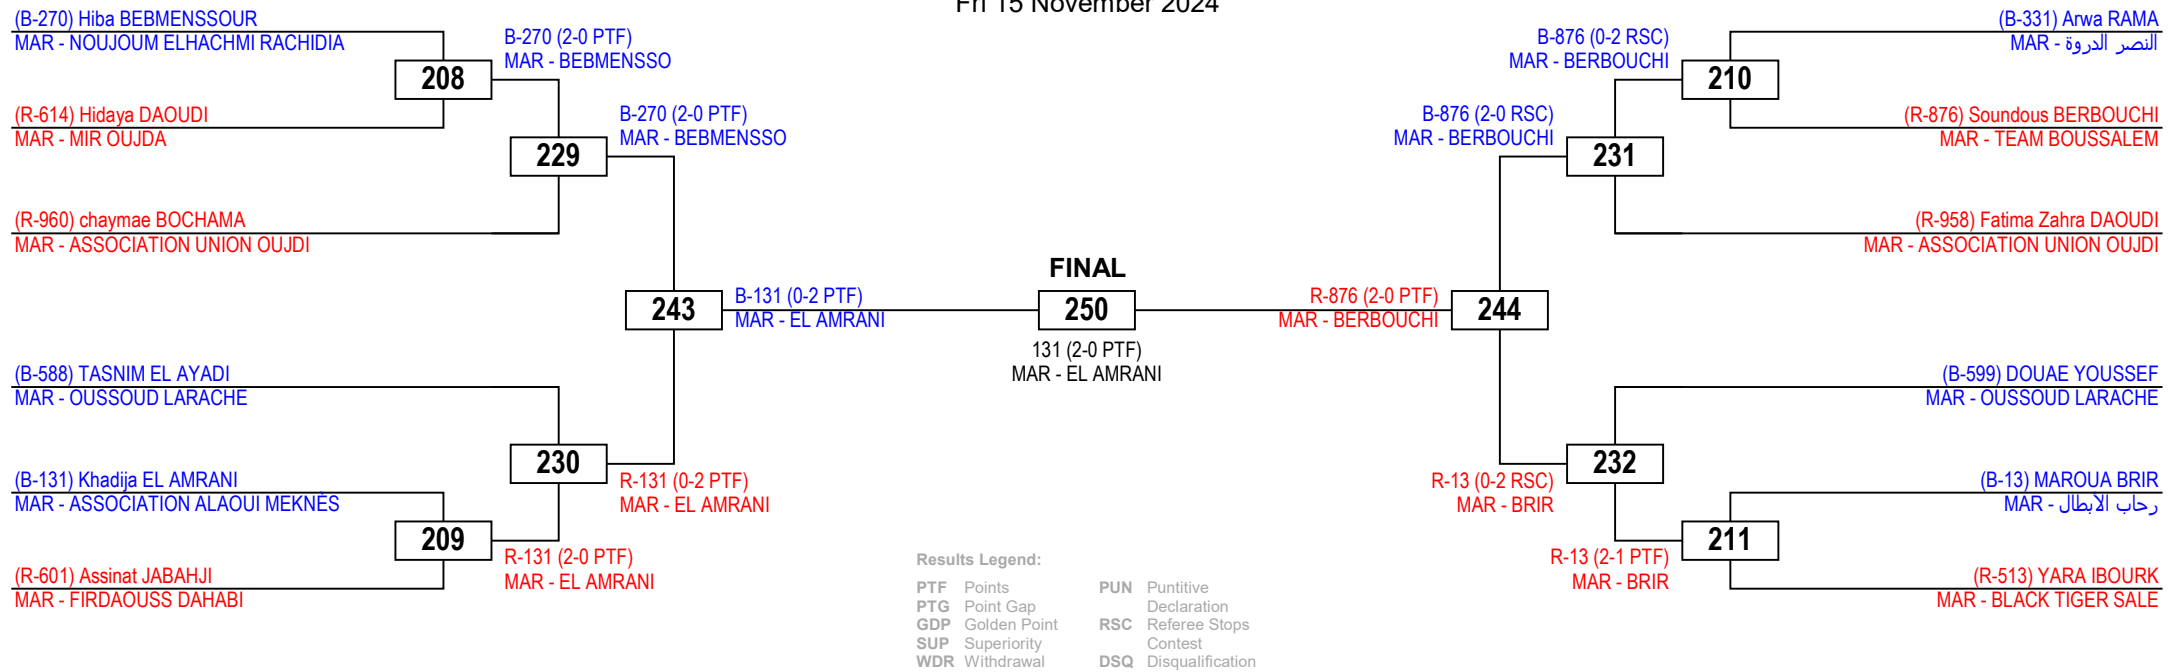 Fri 15 November 2024
(B-270) Hiba BEBMENSSOUR
MAR - NOUJOUM ELHACHMI RACHIDIA
B-270 (2-0 PTF)
MAR - BEBMENSSO
208
(R-614) Hidaya DAOUDI
MAR - MIR OUJDA
B-270 (2-0 PTF)
MAR - BEBMENSSO
229
(R-960) chaymae BOCHAMA
MAR - ASSOCIATION UNION OUJDI
243
B-131 (0-2 PTF)
MAR - EL AMRANI
(B-588) TASNIM EL AYADI
MAR - OUSSOUD LARACHE
230
R-131 (0-2 PTF)
MAR - EL AMRANI
(B-131) Khadija EL AMRANI
MAR - ASSOCIATION ALAOUI MEKNÈS
209
R-131 (2-0 PTF)
MAR - EL AMRANI
(R-601) Assinat JABAHJI
MAR - FIRDAOUSS DAHABI
FINAL
250
131 (2-0 PTF)
MAR - EL AMRANI
(B-331) Arwa RAMA
MAR - النصر الدروة
B-876 (0-2 RSC)
MAR - BERBOUCHI
210
(R-876) Soundous BERBOUCHI
MAR - TEAM BOUSSALEM
B-876 (2-0 RSC)
MAR - BERBOUCHI
231
(R-958) Fatima Zahra DAOUDI
MAR - ASSOCIATION UNION OUJDI
R-876 (2-0 PTF)
MAR - BERBOUCHI
244
(B-599) DOUAE YOUSSEF
MAR - OUSSOUD LARACHE
232
R-13 (0-2 RSC)
MAR - BRIR
(B-13) MAROUA BRIR
MAR - رحاب الأبطال
211
R-13 (2-1 PTF)
MAR - BRIR
(R-513) YARA IBOURK
MAR - BLACK TIGER SALE
Results Legend:
PTF Points
PTG Point Gap
GDP Golden Point
SUP Superiority
WDR Withdrawal
PUN Puntitive
Declaration
RSC Referee Stops
Contest
DSQ Disqualification